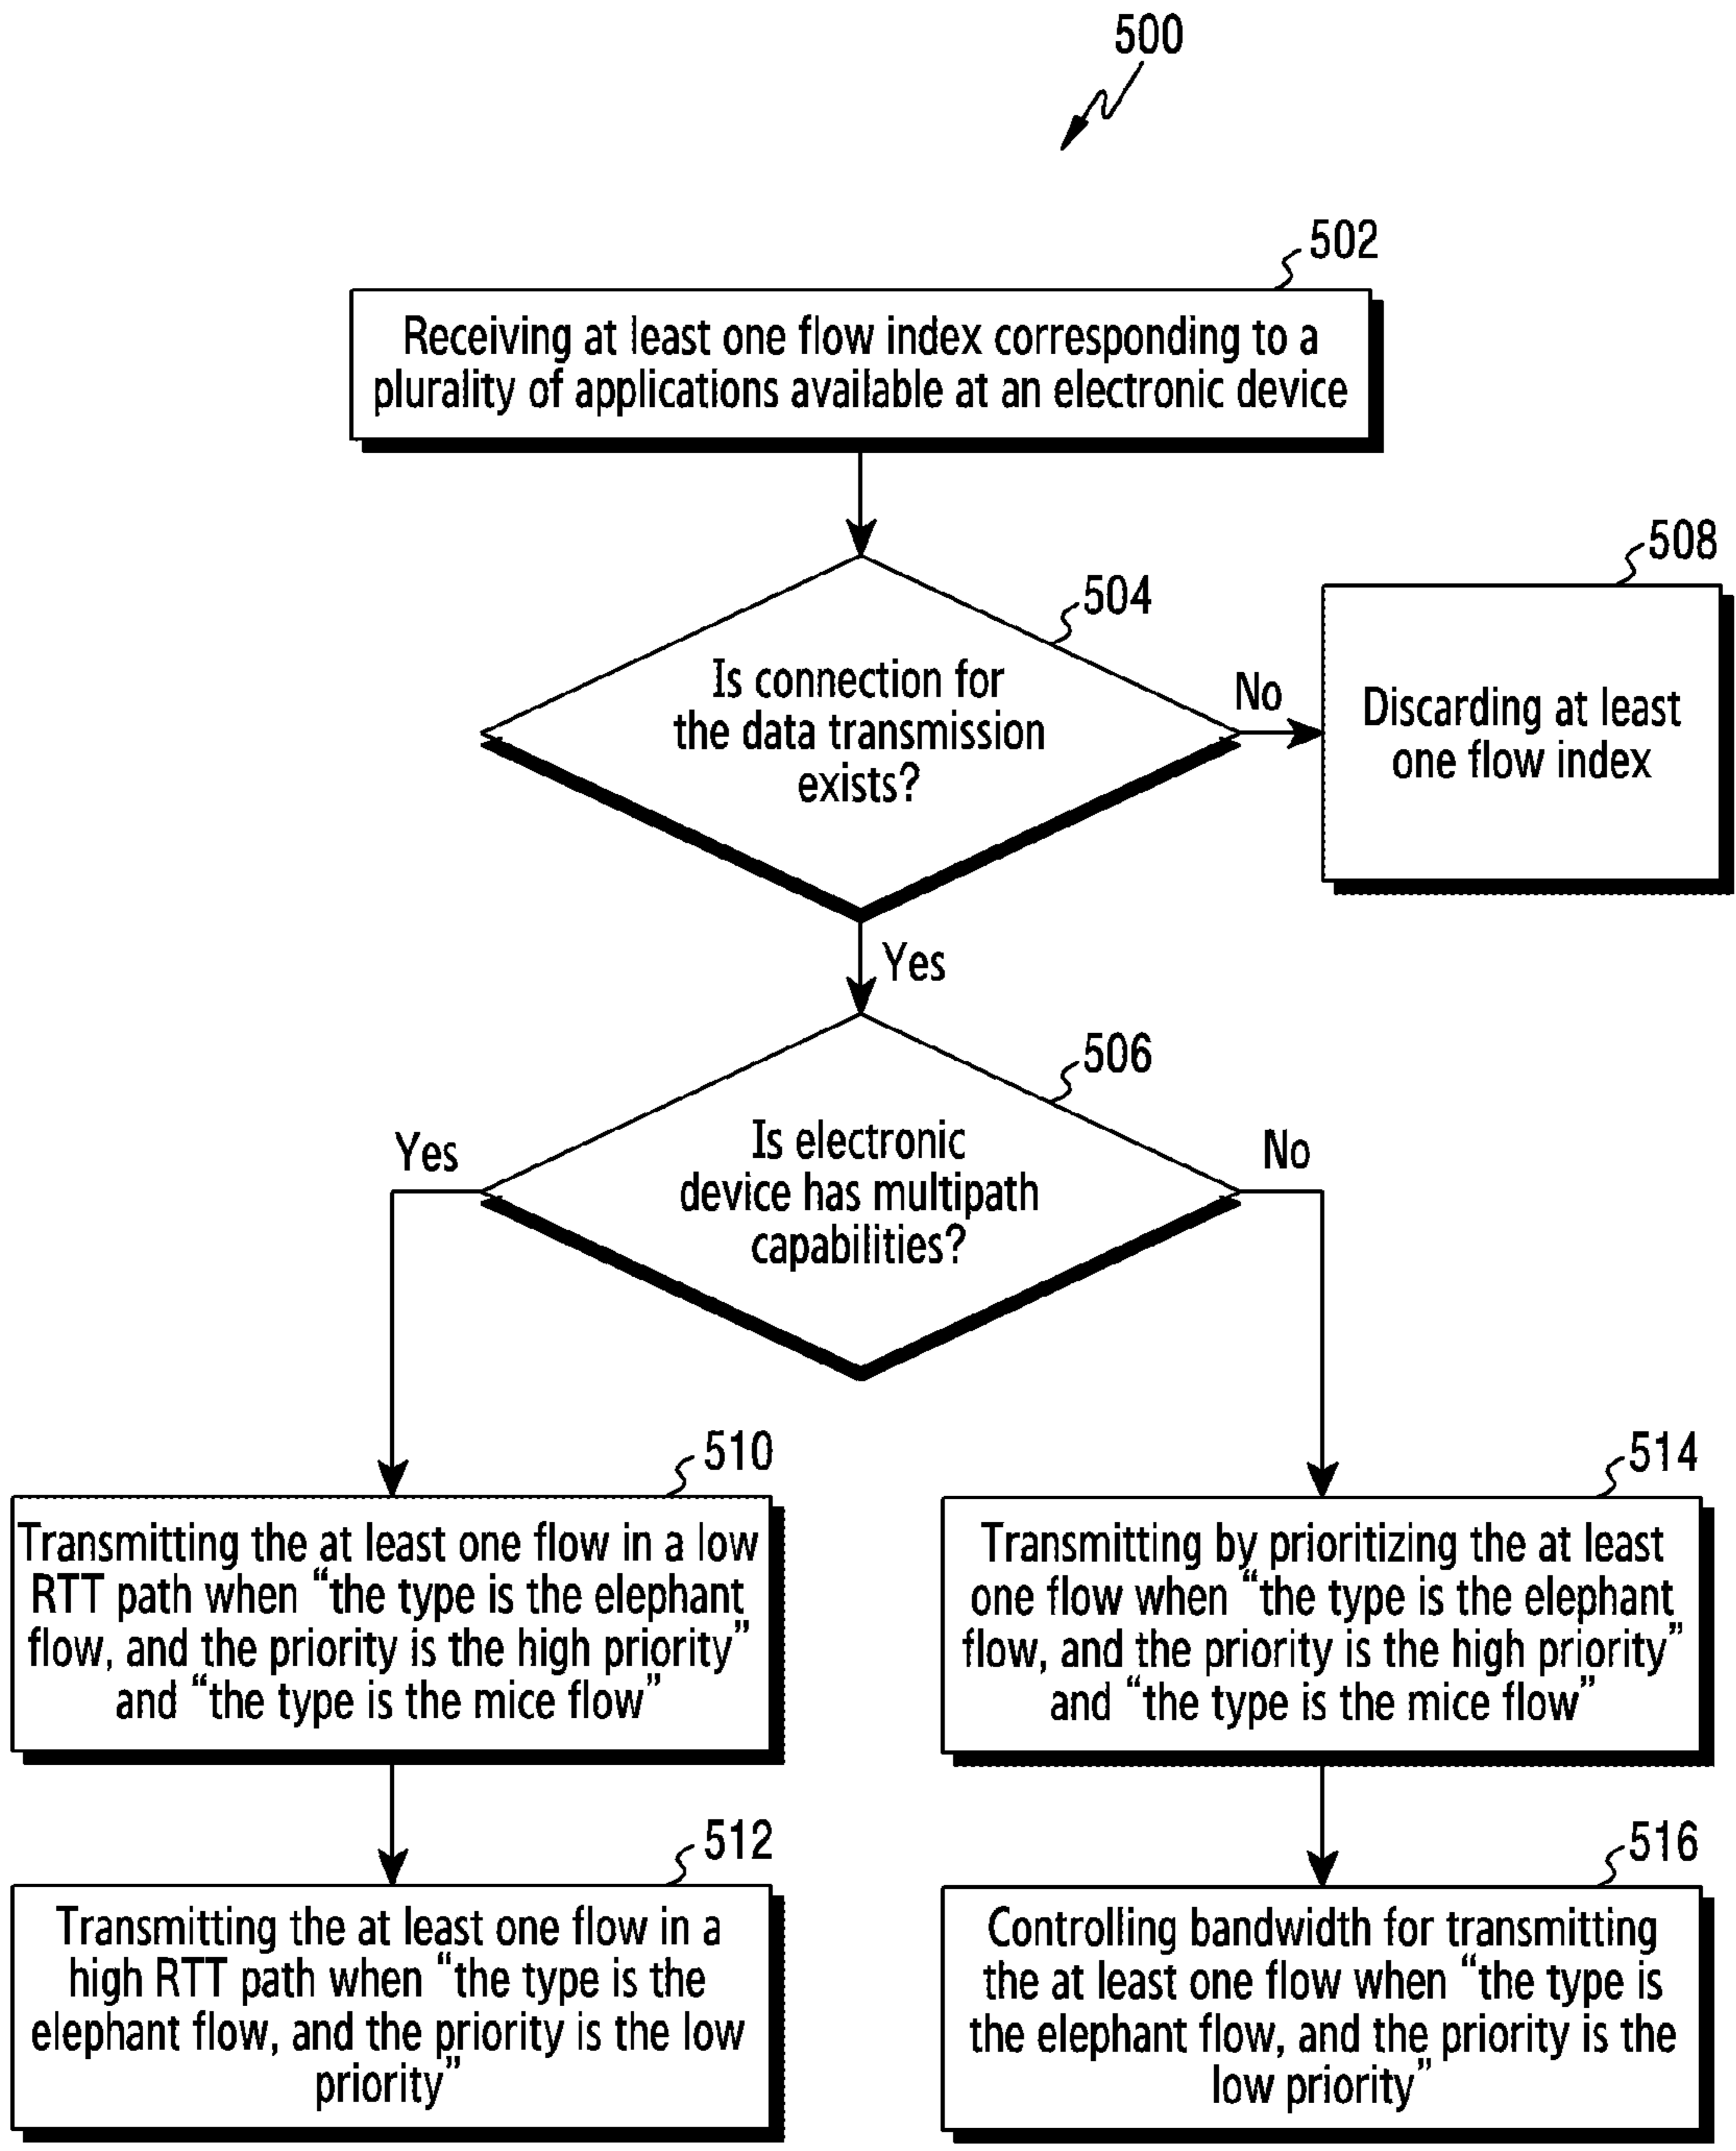 500
502
Receiving at least one flow index corresponding to a
plurality of applications available at an electronic device
504
Is connection for
the data transmission
exists?
No
508
Discarding at least
one flow index
Yes
506
Is electronic
device has multipath
capabilities?
Yes
No
510
Transmitting the at least one flow in a low
RTT path when “the type is the elephant
flow, and the priority is the high priority”
and “the type is the mice flow”
514
Transmitting by prioritizing the at least
one flow when “the type is the elephant
flow, and the priority is the high priority”
and “the type is the mice flow”
512
Transmitting the at least one flow in a
high RTT path when “the type is the
elephant flow, and the priority is the low
priority”
516
Controlling bandwidth for transmitting
the at least one flow when “the type is
the elephant flow, and the priority is the
low priority”